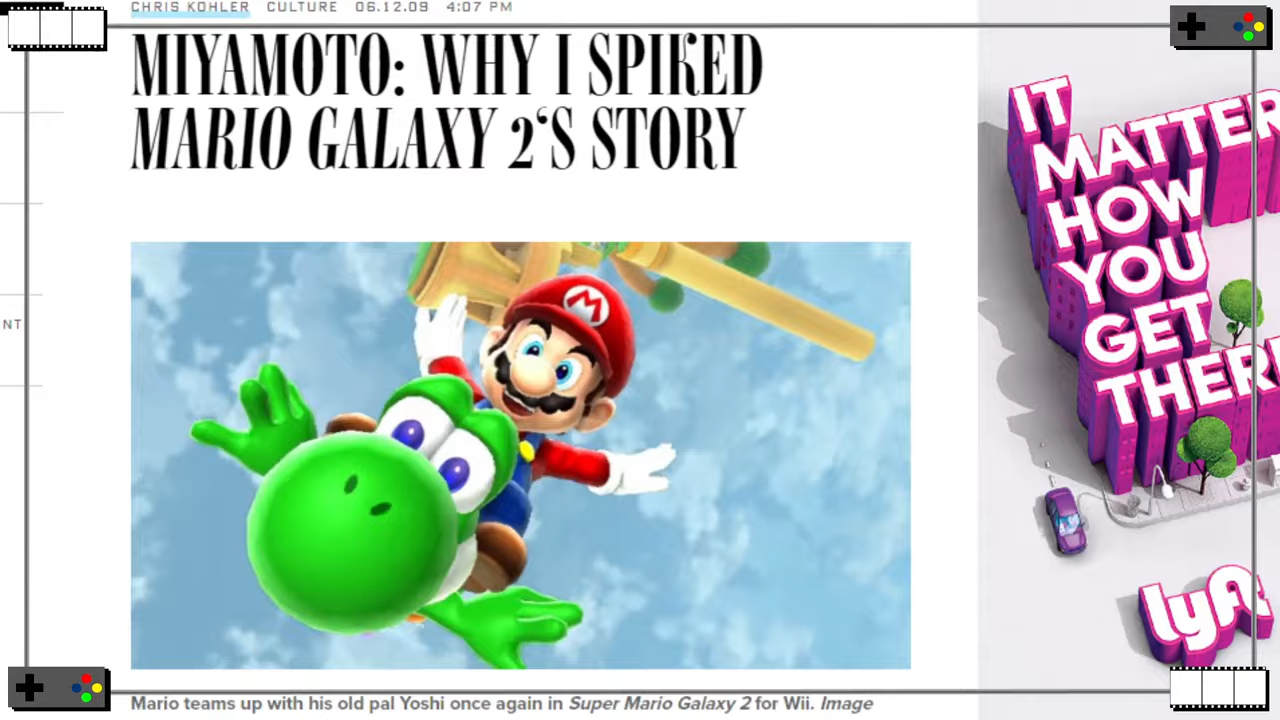 CHRIS KOHLER CULTURE 06.12.09 4:07 PM
MIYAMOTO: WHY I SPIKED
MARIO GALAXY 2‘S STORY
NT
M
IT
MATTER
HOW
YOU
GET
THERE
lyft
Mario teams up with his old pal Yoshi once again in Super Mario Galaxy 2 for Wii. Image